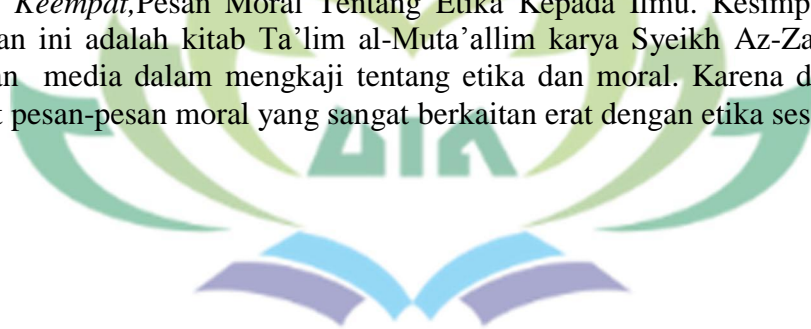 Keempat,Pesan Moral Tentang Etika Kepada Ilmu. Kesimp
an ini adalah kitab Ta’lim al-Muta’allim karya Syeikh Az-Za
an media dalam mengkaji tentang etika dan moral. Karena d
t pesan-pesan moral yang sangat berkaitan erat dengan etika ses